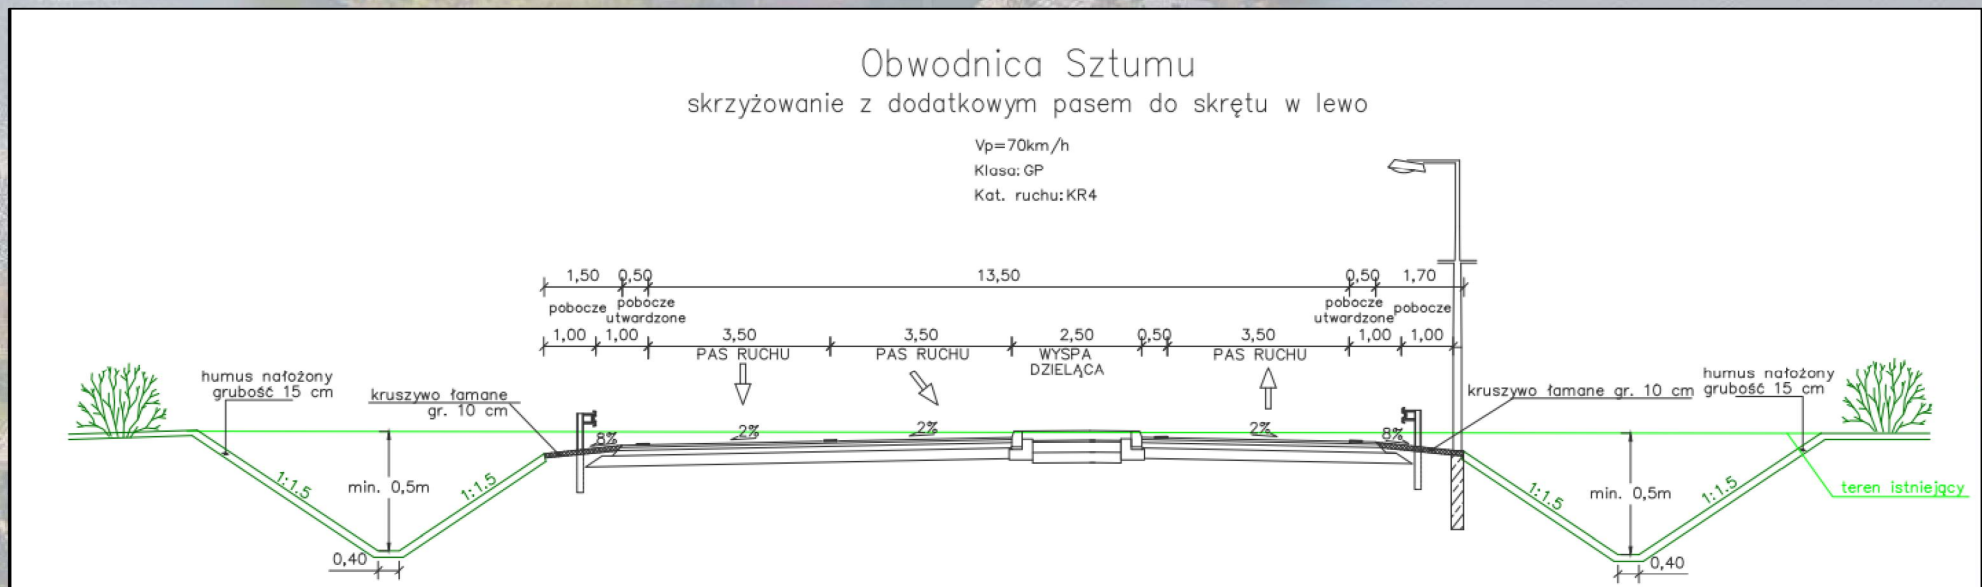 Obwodnica Sztumu
skrzyżowanie z dodatkowym pasem do skrętu w lewo
Vp=70km/h
Klasa: GP
Kat. ruchu: KR4
1,50 0,50 13,50 0,50 1,70
pobocze pobocze utwardzone pobocze utwardzone pobocze
1,00 1,00 3,50 3,50 2,50 0,50 3,50 1,00 1,00
PAS RUCHU PAS RUCHU WYSPA DZIELĄCA PAS RUCHU
humus nałożony
grubość 15 cm
kruszywo łamane
gr. 10 cm
kruszywo łamane gr. 10 cm
humus nałożony
grubość 15 cm
8% 2% 2% 2% 8%
1:1.5 min. 0,5m 1:1.5 1:1.5 min. 0,5m 1:1.5
teren istniejący
0,40 0,40